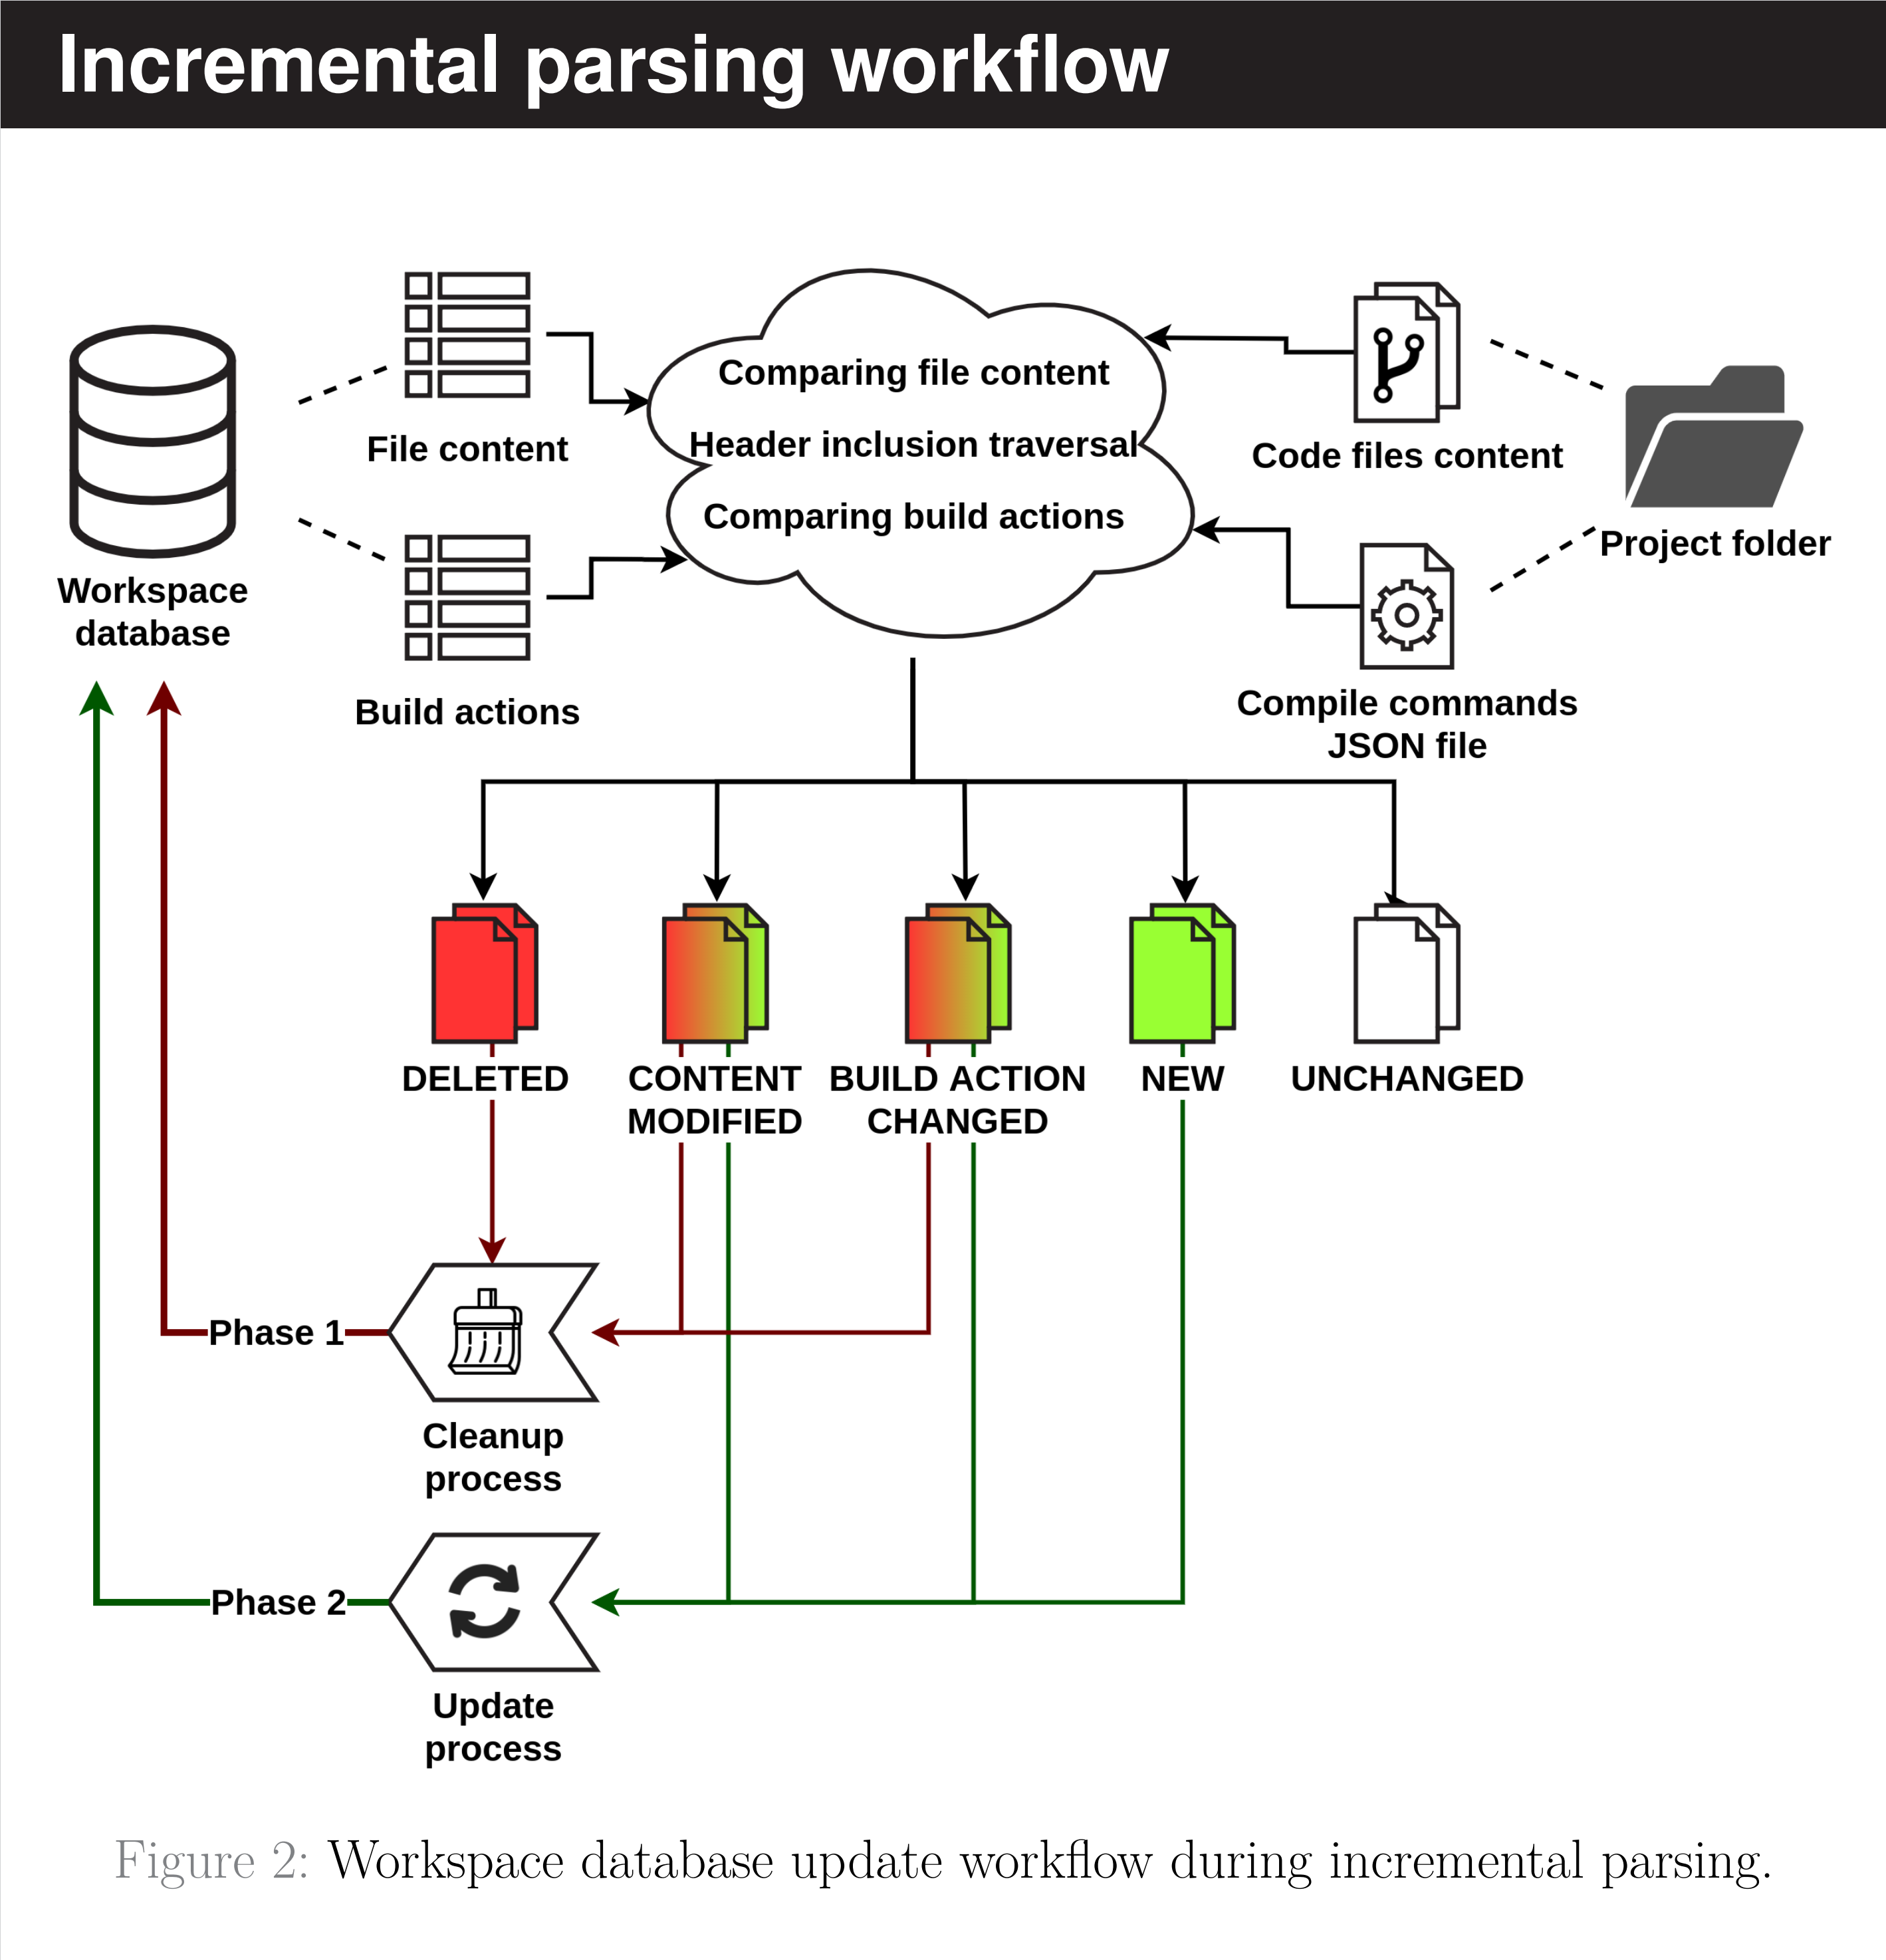 Incremental parsing workflow
Comparing file content
Header inclusion traversal
Comparing build actions
File content
Code files content
Project folder
Workspace
database
Build actions
Compile commands
JSON file
DELETED
CONTENT
MODIFIED
BUILD ACTION
CHANGED
NEW
UNCHANGED
Phase 1
Cleanup
process
Phase 2
Update
process
Figure 2: Workspace database update workflow during incremental parsing.